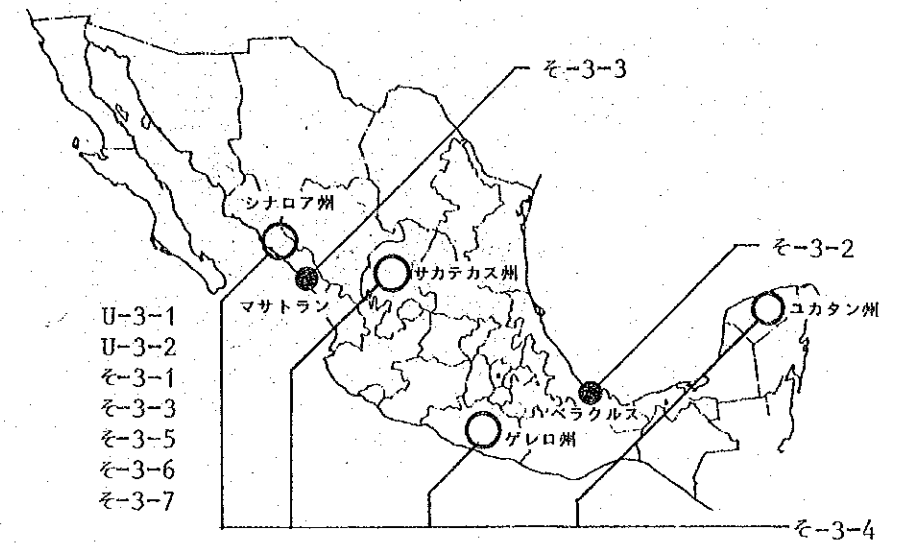 そ-3-3
シナロア州
そ-3-2
サカテカス州
マサトラン
ユカタン州
U-3-1
U-3-2
そ-3-1
そ-3-3
そ-3-5
そ-3-6
そ-3-7
ベラクルス
ゲレロ州
そ-3-4